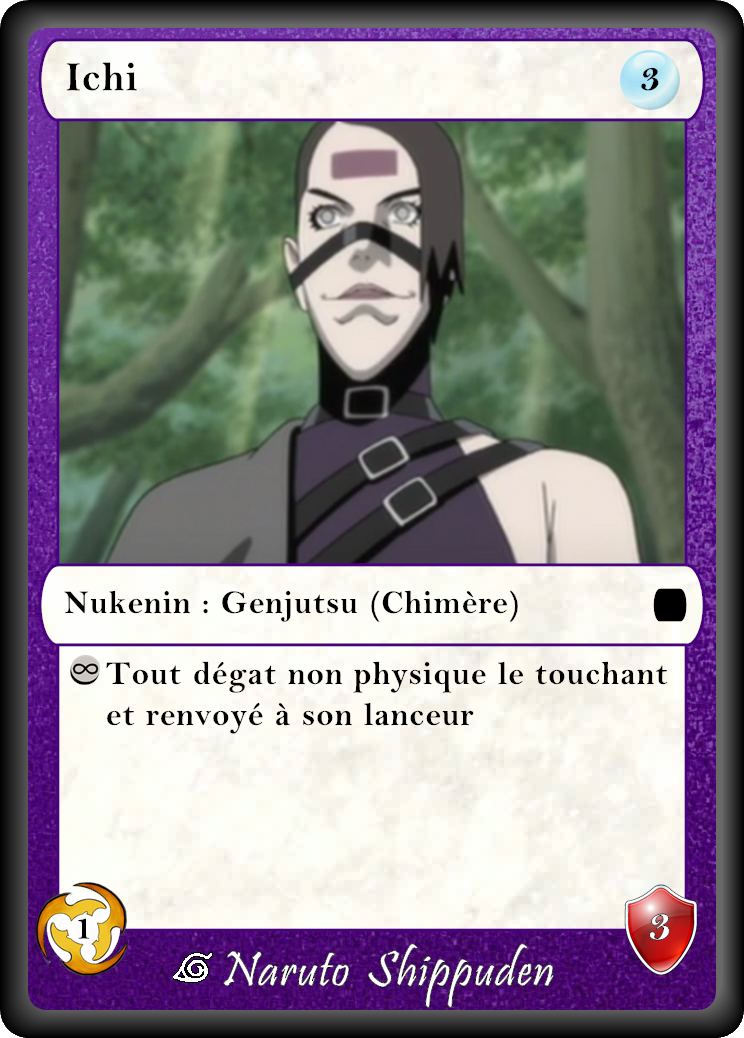 Ichi
3
Nukenin : Genjutsu (Chimère)
∞ Tout dégat non physique le touchant
et renvoyé à son lanceur
1
3
Naruto Shippuden